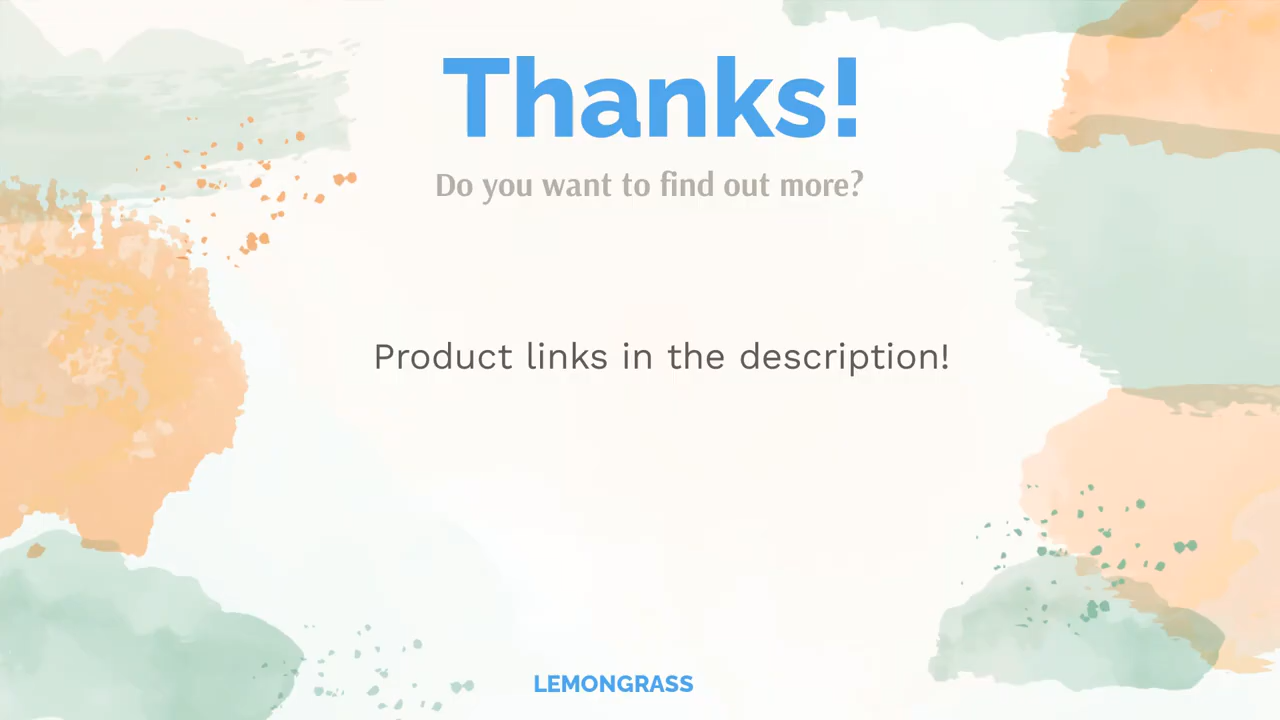 Thanks!
Do you want to find out more?
Product links in the description!
LEMONGRASS